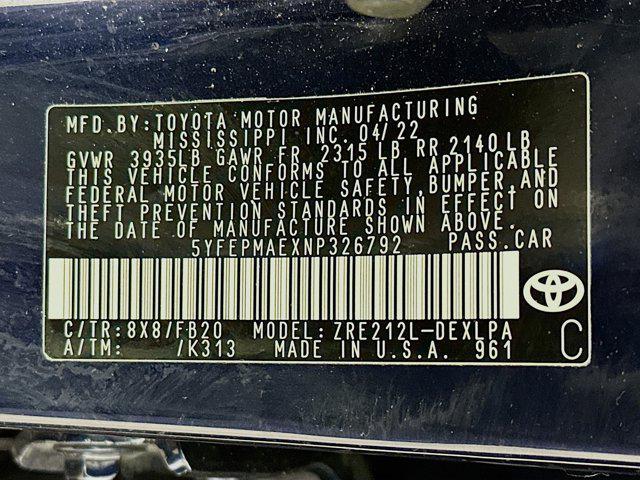 MFD. BY: TOYOTA MOTOR MANUFACTURING
MISSISSIPPI INC. 04/22
GVWR 3935LB GAWR FR 2315 LB RR 2140 LB
THIS VEHICLE CONFORMS TO ALL APPLICABLE
FEDERAL MOTOR VEHICLE SAFETY, BUMPER, AND
THEFT PREVENTION STANDARDS IN EFFECT ON
THE DATE OF MANUFACTURE SHOWN ABOVE.
5YFEPMAEXNP326792 PASS. CAR
C/TR: 8X8/FB20 MODEL: ZRE212L-DEXLPA
A/TM: /K313 MADE IN U.S.A. 961 C